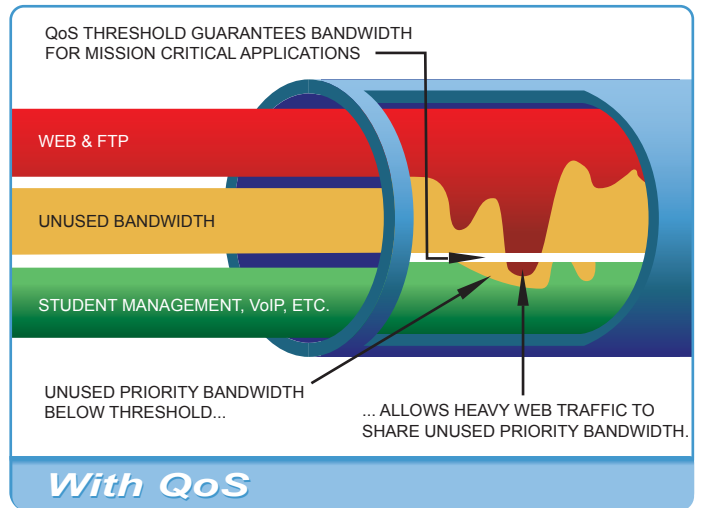 QoS THRESHOLD GUARANTEES BANDWIDTH
FOR MISSION CRITICAL APPLICATIONS
WEB & FTP
UNUSED BANDWIDTH
STUDENT MANAGEMENT, VoIP, ETC.
UNUSED PRIORITY BANDWIDTH
BELOW THRESHOLD...
... ALLOWS HEAVY WEB TRAFFIC TO
SHARE UNUSED PRIORITY BANDWIDTH.
With QoS